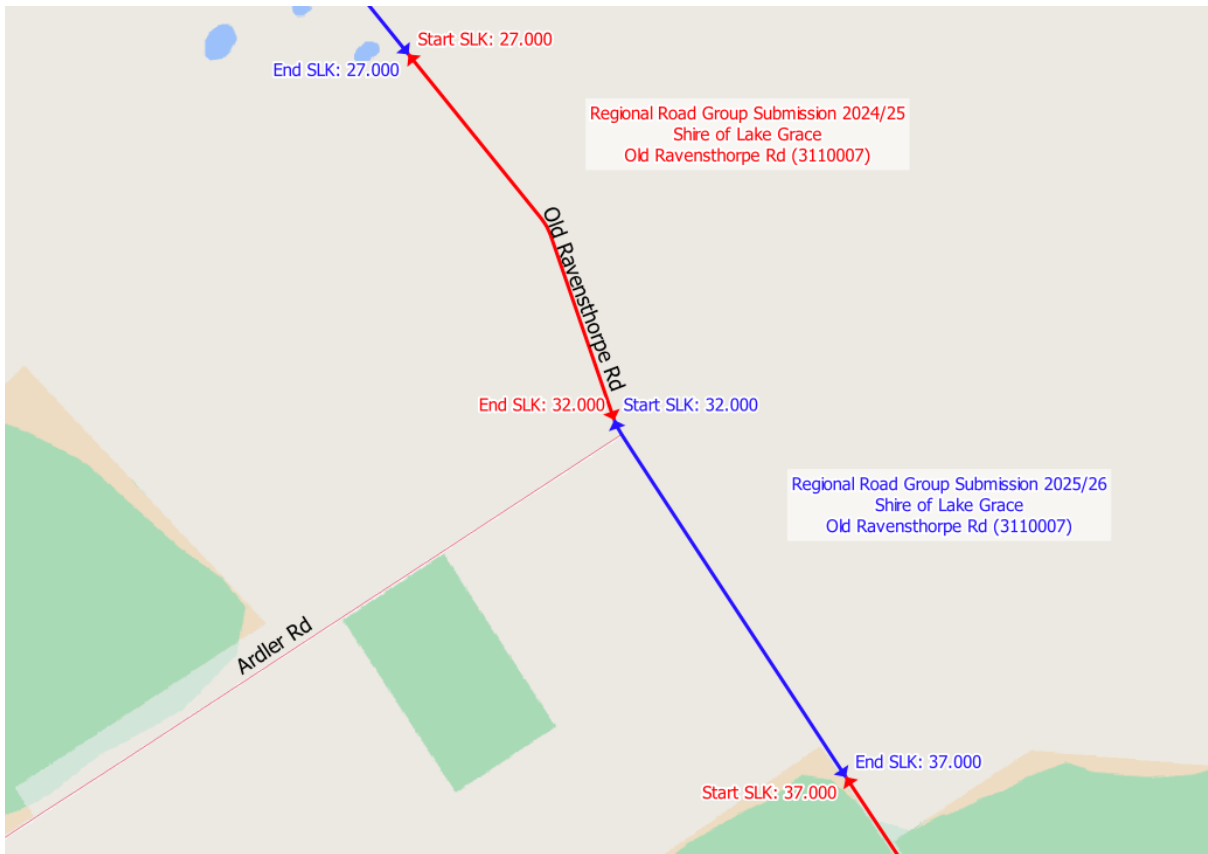 Start SLK: 27.000
End SLK: 27.000
Regional Road Group Submission 2024/25
Shire of Lake Grace
Old Ravensthorpe Rd (3110007)
Old Ravensthorpe Rd
End SLK: 32.000
Start SLK: 32.000
Regional Road Group Submission 2025/26
Shire of Lake Grace
Old Ravensthorpe Rd (3110007)
Ardler Rd
End SLK: 37.000
Start SLK: 37.000